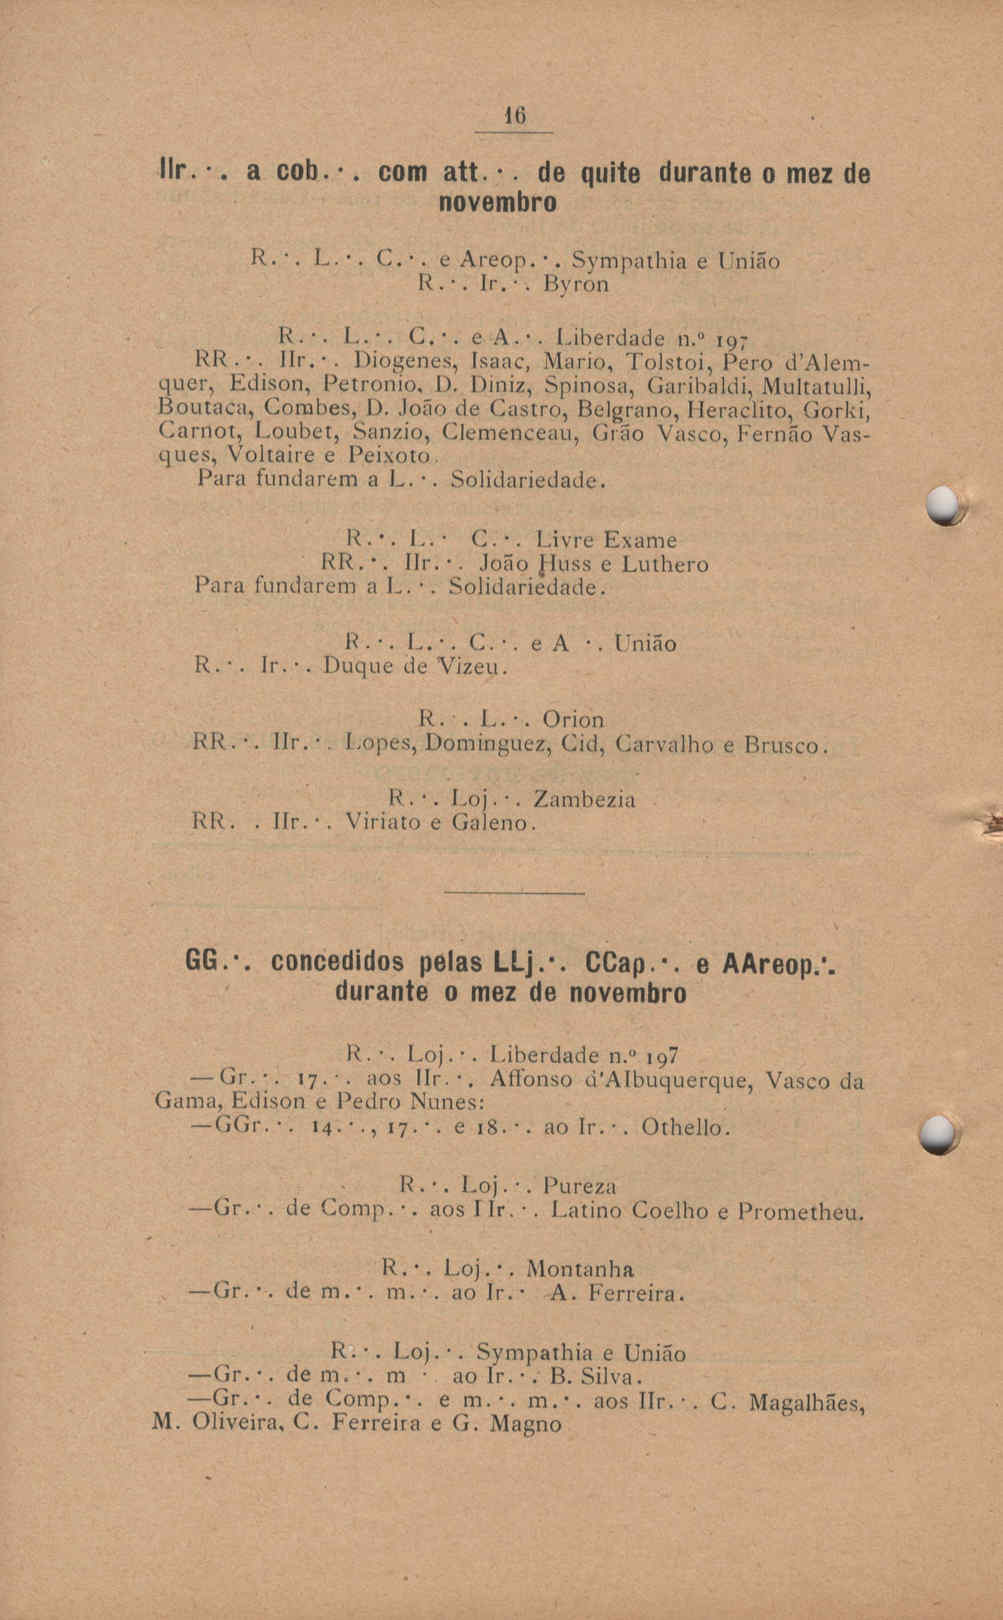 16
IIr.·. a cob.·. com att.·. de quite durante o mez de
novembro
R.·. L.·. C.·. e Areop.·. Sympathia e União
R.·. Ir.·. Byron
R.·. L.·. C.·. e A.·. Liberdade n.º 197
RR.·. IIr.·. Diogenes, Isaac, Mario, Tolstoi, Pero d'Alem-
quer, Edison, Petronio, D. Diniz, Spinosa, Garibaldi, Multatulli,
Boutaca, Combes, D. João de Castro, Belgrano, Heraclito, Gorki,
Carnot, Loubet, Sanzio, Clemenceau, Grão Vasco, Fernão Vas-
ques, Voltaire e Peixoto.
Para fundarem a L.·. Solidariedade.
R.·. L.· C.·. Livre Exame
RR.·. IIr.·. João Huss e Luthero
Para fundarem a L.·. Solidariedade.
R.·. L.·. C.·. e A ·. União
R.·. Ir.·. Duque de Vizeu.
R.·. L.·. Orion
RR.·. IIr.·. Lopes, Dominguez, Cid, Carvalho e Brusco.
R.·. Loj.·. Zambezia
RR. . IIr.·. Viriato e Galeno.
GG.·. concedidos pelas LLj.·. CCap.·. e AAreop.·.
durante o mez de novembro
R.·. Loj.·. Liberdade n.º 197
—Gr.·. 17.·. aos IIr.·. Affonso d'Albuquerque, Vasco da
Gama, Edison e Pedro Nunes:
—GGr.·. 14.·., 17.·. e 18.·. ao Ir.·. Othello.
R.·. Loj.·. Pureza
—Gr.·. de Comp.·. aos IIr.·. Latino Coelho e Prometheu.
R.·. Loj.·. Montanha
—Gr.·. de m.·. m.·. ao Ir.· A. Ferreira.
R.·. Loj.·. Sympathia e União
—Gr.·. de m.·. m · . ao Ir.·. B. Silva.
—Gr.·. de Comp.·. e m.·. m.·. aos IIr.·. C. Magalhães,
M. Oliveira, C. Ferreira e G. Magno